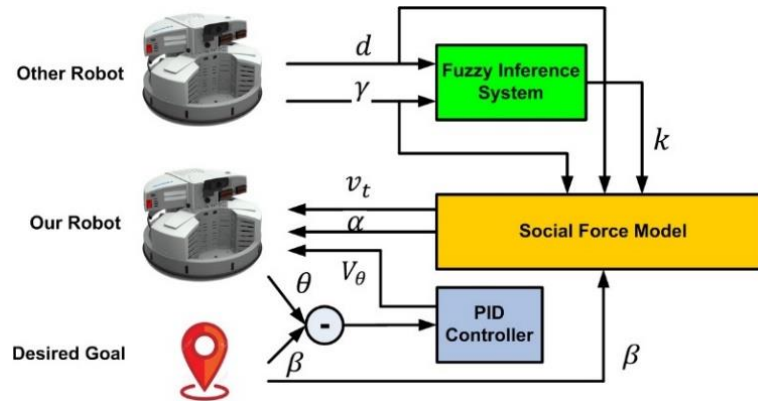 Other Robot
d
γ
Fuzzy Inference
System
k
Our Robot
v_t
α
V_θ
Social Force Model
θ
-
PID
Controller
Desired Goal
β
β